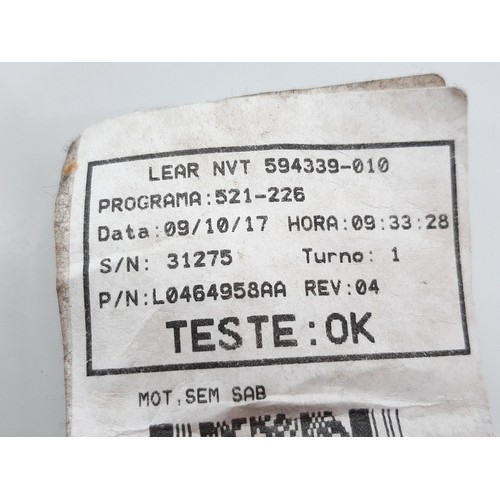 LEAR NVT 594339-010
PROGRAMA:521-226
Data:09/10/17 HORA:09:33:28
S/N: 31275 Turno: 1
P/N:L0464958AA REV:04
TESTE:OK
MOT,SEM SAB